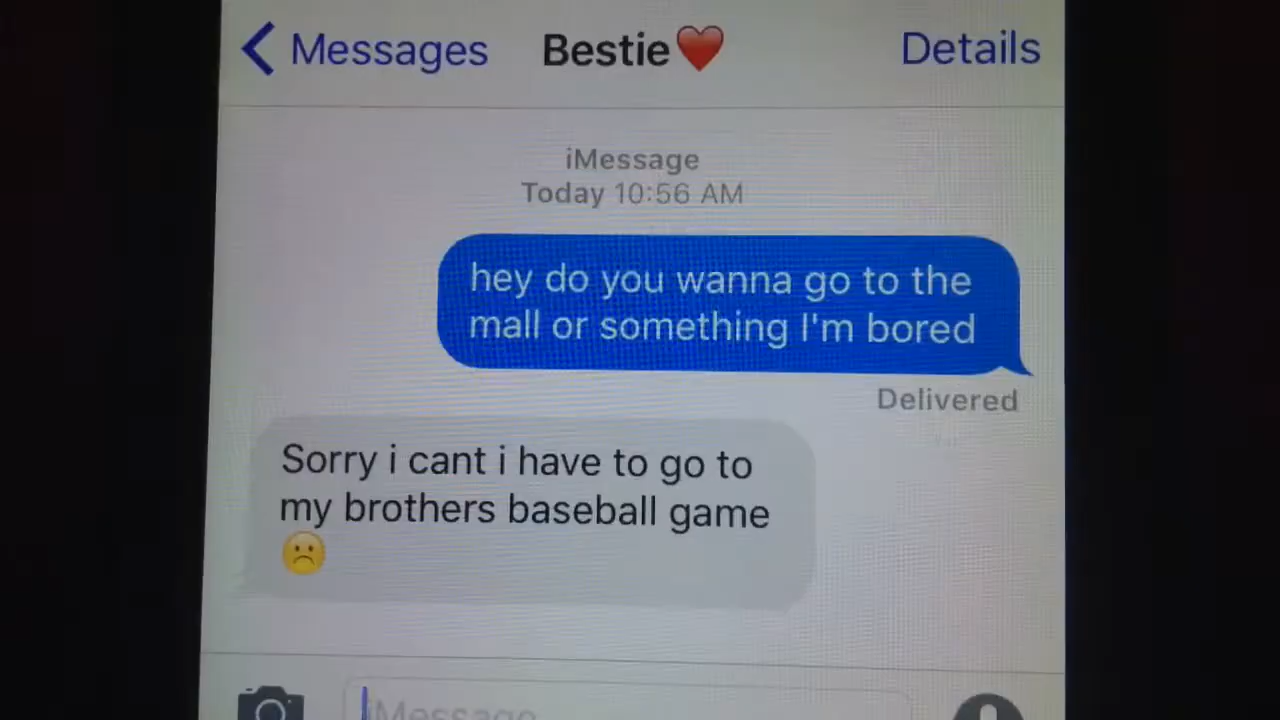 Messages Bestie❤️ Details
iMessage
Today 10:56 AM
hey do you wanna go to the
mall or something I'm bored
Delivered
Sorry i cant i have to go to
my brothers baseball game
☹️
iMessage